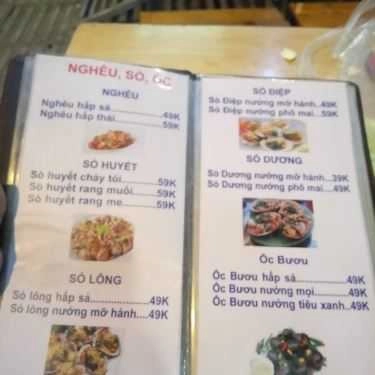 NGHÊU, SÒ, ỐC
NGHÊU
Nghêu hấp sả............49K
Nghêu hấp thái..........59K
SÒ HUYẾT
Sò huyết cháy tỏi.........59K
Sò huyết rang muối.....59K
Sò huyết rang me........59K
SÒ LÔNG
Sò lông hấp sả...............49K
Sò lông nướng mỡ hành....49K
SÒ ĐIỆP
Sò Điệp nướng mỡ hành..49K
Sò Điệp nướng phô mai...59K
SÒ DƯƠNG
Sò Dương nướng mỡ hành..39K
Sò Dương nướng phô mai....49K
Ốc Bươu
Ốc Bươu hấp sả.............49K
Ốc Bươu nướng mọi........49K
Ốc Bươu nướng tiêu xanh..49K